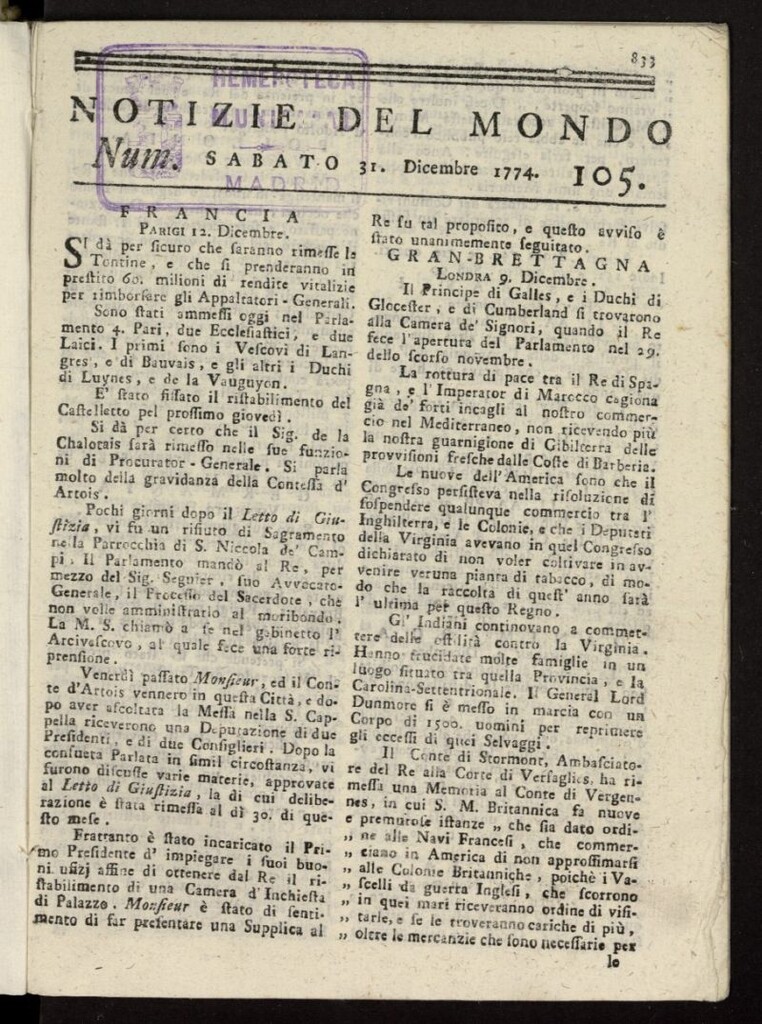 833
HEMEROTECA
MUNICIPAL
MADRID
NOTIZIE DEL MONDO
Num. SABATO 31. Dicembre 1774. 105.
FRANCIA
PARIGI 12. Dicembre.
SI dà per ſicuro che ſaranno rimeſſe le
Tontine, e che ſi prenderanno in
preſtito 60. milioni di rendite vitalizie
per rimborſare gli Appaltatori-Generali.
Sono ſtati ammeſſi oggi nel Parla-
mento 4. Pari, due Eccleſiaſtici, e due
Laici. I primi ſono i Veſcovi di Lan-
gres, e di Bauvais, e gli altri i Duchi
di Luynes, e de la Vauguyon.
E' ſtato fiſſato il riſtabilimento del
Caſtelletto pel proſſimo giovedì.
Si dà per certo che il Sig. de la
Chalotais ſarà rimeſſo nelle ſue funzio-
ni di Procurator-Generale. Si parla
molto della gravidanza della Conteſſa d'
Artois.
Pochi giorni dopo il Letto di Giu-
ſtizia, vi fu un rifiuto di Sagramento
nella Parrocchia di S. Niccola de' Cam-
pi. Il Parlamento mandò al Re, per
mezzo del Sig. Seguier, ſuo Avvocato-
Generale, il Proceſſo del Sacerdote, che
non volle amminiſtrarlo al moribondo.
La M. S. chiamò a ſe nel gabinetto l'
Arciveſcovo, al quale fece una forte ri-
prenſione.
Venerdì paſſato Monſieur, ed il Con-
te d'Artois vennero in queſta Città, e do-
po aver aſcoltata la Meſſa nella S. Cap-
pella riceverono una Deputazione di due
Preſidenti, e di due Conſiglieri. Dopo la
conſueta Parlata in ſimil circoſtanza, vi
furono diſcuſſe varie materie, approvate
al Letto di Giuſtizia, la di cui delibe-
razione è ſtata rimeſſa al dì 30. di que-
ſto meſe.
Frattanto è ſtato incaricato il Pri-
mo Preſidente d' impiegare i ſuoi buo-
ni ufizj affine di ottenere dal Re il ri-
ſtabilimento di una Camera d'Inchieſta
di Palazzo. Monſieur è ſtato di ſenti-
mento di far preſentare una Supplica al
Re ſu tal propoſito, e queſto avviſo è
ſtato unanimemente ſeguitato.
GRAN-BRETTAGNA
LONDRA 9. Dicembre.
Il Principe di Galles, e i Duchi di
Gloceſter, e di Cumberland ſi trovarono
alla Camera de' Signori, quando il Re
fece l'apertura del Parlamento nel 29.
dello ſcorſo novembre.
La rottura di pace tra il Re di Spa-
gna, e l'Imperator di Marocco cagiona
già de' forti incagli al noſtro commer-
cio nel Mediterraneo, non ricevendo più
la noſtra guarnigione di Gibilterra delle
provviſioni freſche dalle Coſte di Barberia.
Le nuove dell'America ſono che il
Congreſſo perſiſteva nella riſoluzione di
ſoſpendere qualunque commercio tra l'
Inghilterra, e le Colonie, e che i Deputati
della Virginia avevano in quel Congreſſo
dichiarato di non voler coltivare in av-
venire veruna pianta di tabacco, di mo-
do che la raccolta di queſt' anno ſarà
l' ultima per queſto Regno.
Gl' Indiani continovano a commet-
tere delle oſtilità contro la Virginia.
Hanno trucidate molte famiglie in un
luogo ſituato tra quella Provincia, e la
Carolina-Settentrionale. Il General Lord
Dunmore ſi è meſſo in marcia con un
Corpo di 1500. uomini per reprimere
gli ecceſſi di quei Selvaggi.
Il Conte di Stormont, Ambaſciato-
re del Re alla Corte di Verſaglies, ha ri-
meſſa una Memoria al Conte di Vergen-
nes, in cui S. M. Britannica fa nuove
e premuroſe iſtanze „ che ſia dato ordi-
„ ne alle Navi Franceſi, che commer-
„ ciano in America di non approſſimarſi
„ alle Colonie Britanniche, poichè i Va-
„ ſcelli da guerra Ingleſi, che ſcorrono
„ in quei mari riceveranno ordine di viſi-
„ tarle, e ſe le troveranno cariche di più,
„ oltre le mercanzie che ſono neceſſarie per
lo